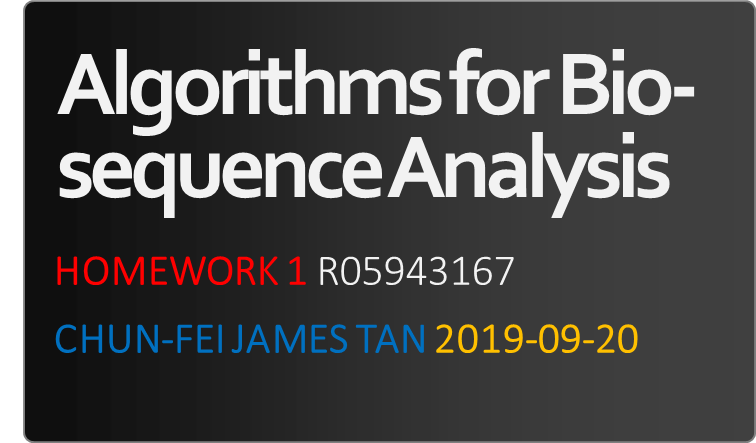 Algorithms for Bio-
sequence Analysis
HOMEWORK 1 R05943167
CHUN-FEI JAMES TAN 2019-09-20